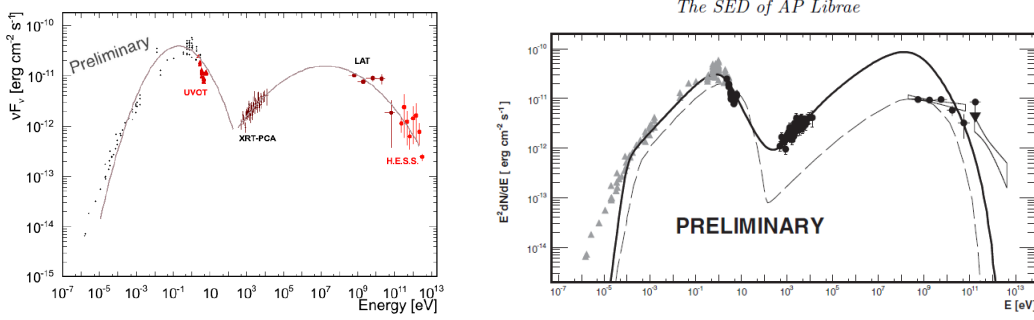 The SED of AP Librae
νFν [erg cm-2 s-1]
10-10
10-11
10-12
10-13
10-14
10-15
Preliminary
UVOT
XRT-PCA
LAT
H.E.S.S.
10-7 10-5 10-3 10-1 10 103 105 107 109 1011 1013
Energy [eV]
E2dN/dE [ erg cm-2 s-1]
10-10
10-11
10-12
10-13
10-14
PRELIMINARY
10-7 10-5 10-3 10-1 10 103 105 107 109 1011 1013
E [eV]